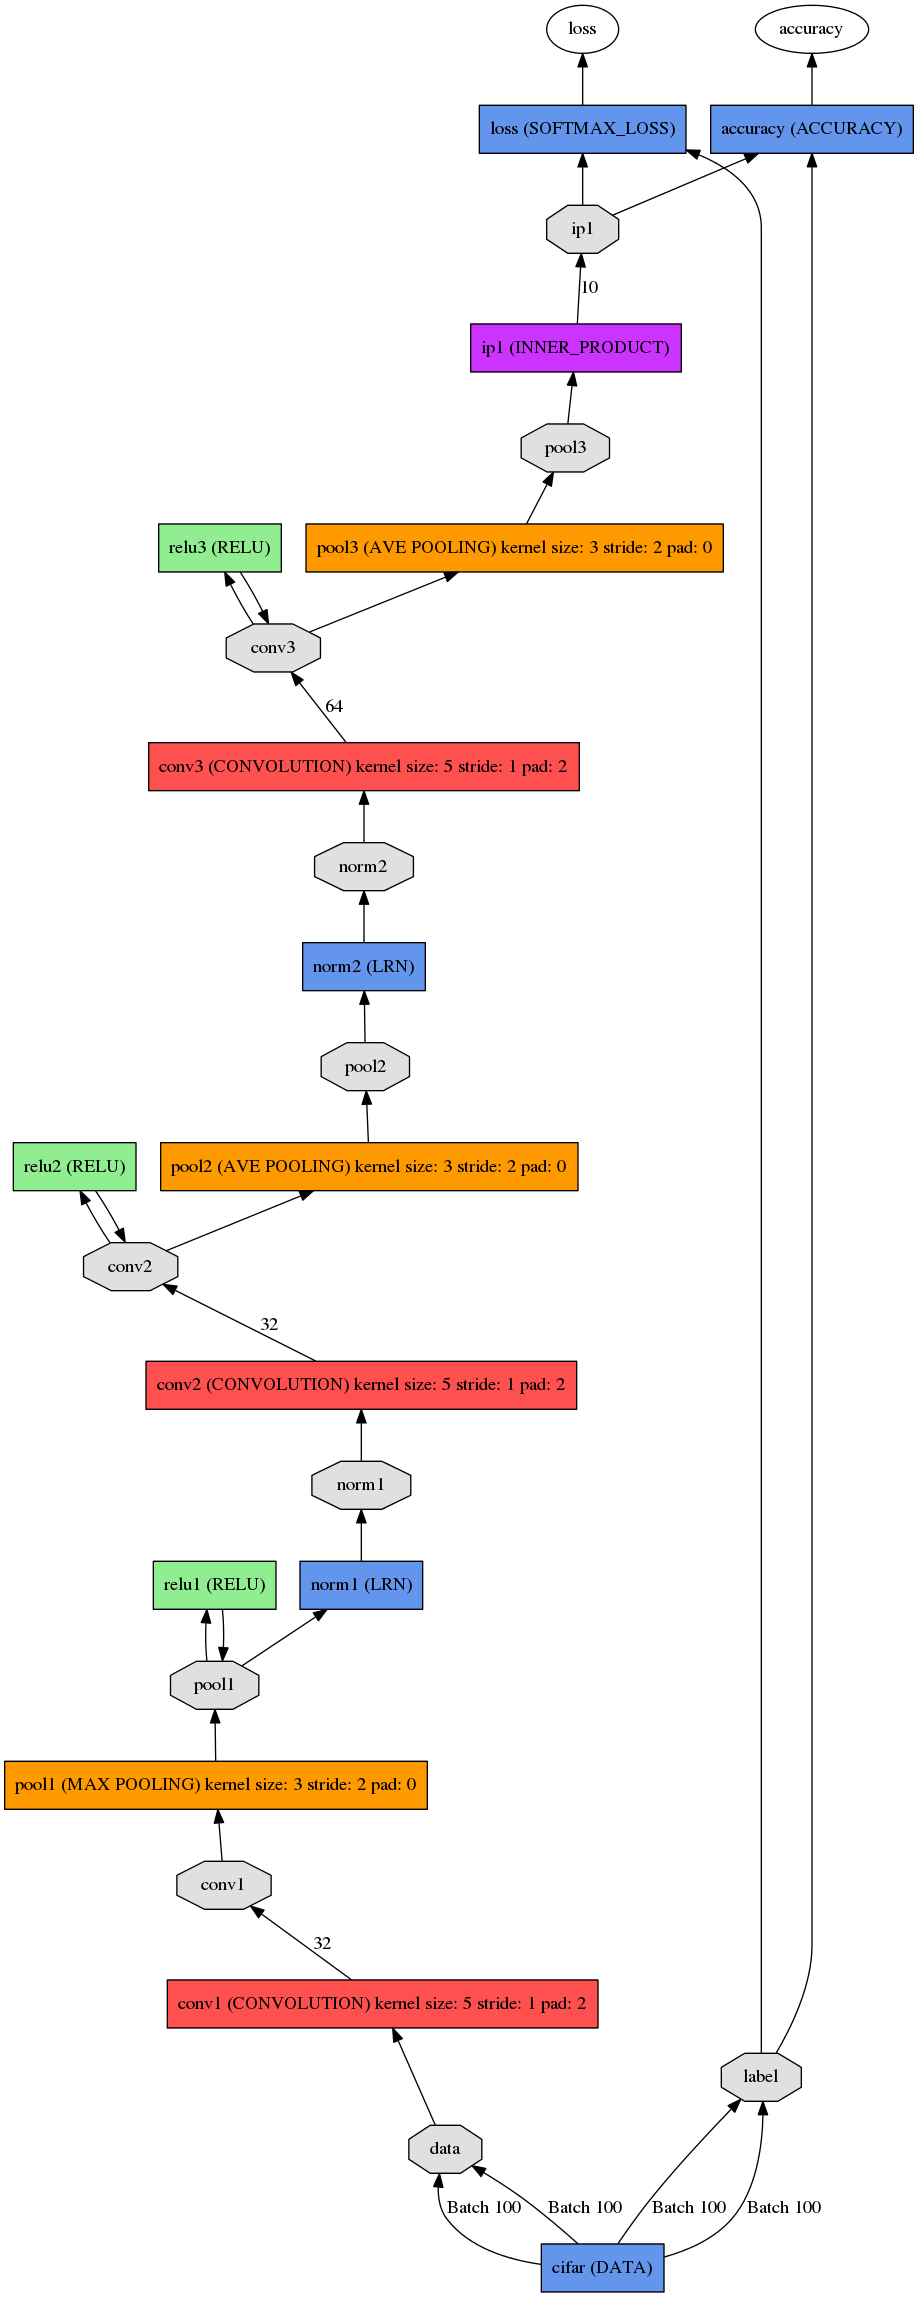 loss
accuracy
loss (SOFTMAX_LOSS)
accuracy (ACCURACY)
ip1
10
ip1 (INNER_PRODUCT)
pool3
relu3 (RELU)
pool3 (AVE POOLING) kernel size: 3 stride: 2 pad: 0
conv3
64
conv3 (CONVOLUTION) kernel size: 5 stride: 1 pad: 2
norm2
norm2 (LRN)
pool2
relu2 (RELU)
pool2 (AVE POOLING) kernel size: 3 stride: 2 pad: 0
conv2
32
conv2 (CONVOLUTION) kernel size: 5 stride: 1 pad: 2
norm1
relu1 (RELU)
norm1 (LRN)
pool1
pool1 (MAX POOLING) kernel size: 3 stride: 2 pad: 0
conv1
32
conv1 (CONVOLUTION) kernel size: 5 stride: 1 pad: 2
label
data
Batch 100
Batch 100
Batch 100
Batch 100
cifar (DATA)